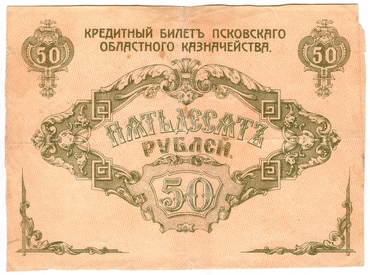 КРЕДИТНЫЙ БИЛЕТЪ ПСКОВСКАГО
ОБЛАСТНОГО КАЗНАЧЕЙСТВА.
50
50
ПЯТЬДЕСЯТЪ
РУБЛЕЙ.
50